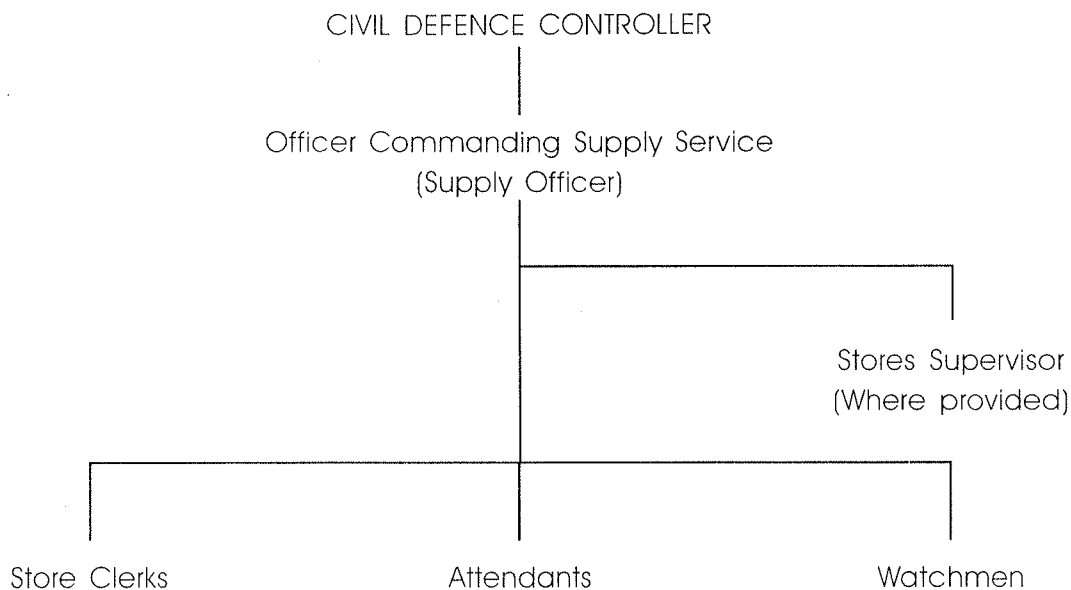 CIVIL DEFENCE CONTROLLER
Officer Commanding Supply Service
(Supply Officer)
Stores Supervisor
(Where provided)
Store Clerks
Attendants
Watchmen